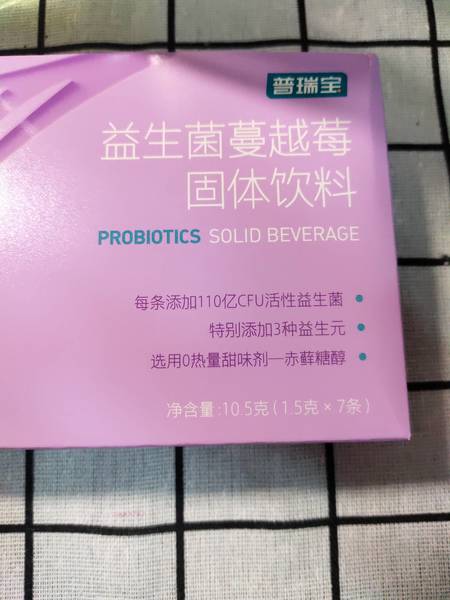 普瑞宝
益生菌蔓越莓
固体饮料
PROBIOTICS SOLID BEVERAGE
每条添加110亿CFU活性益生菌
特别添加3种益生元
选用0热量甜味剂—赤藓糖醇
净含量:10.5克(1.5克×7条)